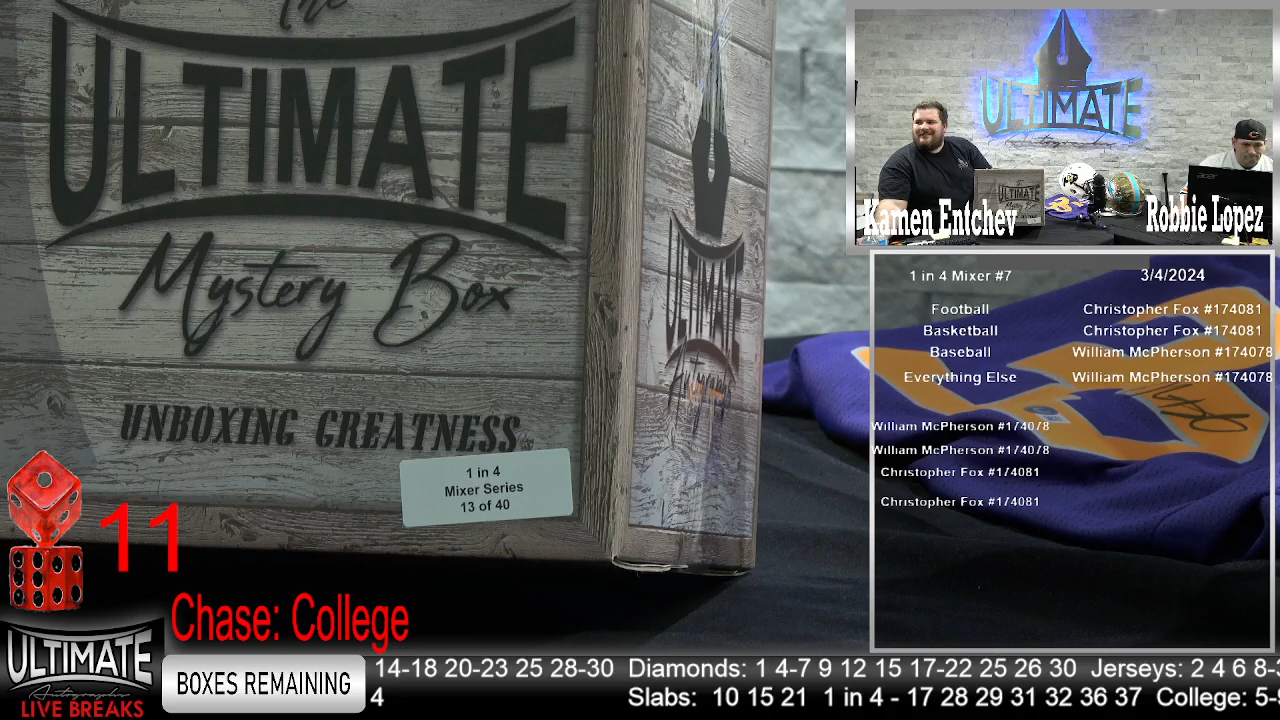 The
ULTIMATE
Mystery Box
UNBOXING GREATNESS
1 in 4
Mixer Series
13 of 40
ULTIMATE
ULTIMATE
Kamen Entchev
ULTIMATE
acer
Robbie Lopez
1 in 4 Mixer #7 3/4/2024
Football Christopher Fox #174081
Basketball Christopher Fox #174081
Baseball William McPherson #174078
Everything Else William McPherson #174078
William McPherson #174078
William McPherson #174078
Christopher Fox #174081
Christopher Fox #174081
11
Chase: College
ULTIMATE
Autographs
LIVE BREAKS
BOXES REMAINING
14-18 20-23 25 28-30 Diamonds: 1 4-7 9 12 15 17-22 25 26 30 Jerseys: 2 4 6 8-
4 Slabs: 10 15 21 1 in 4 - 17 28 29 31 32 36 37 College: 5-